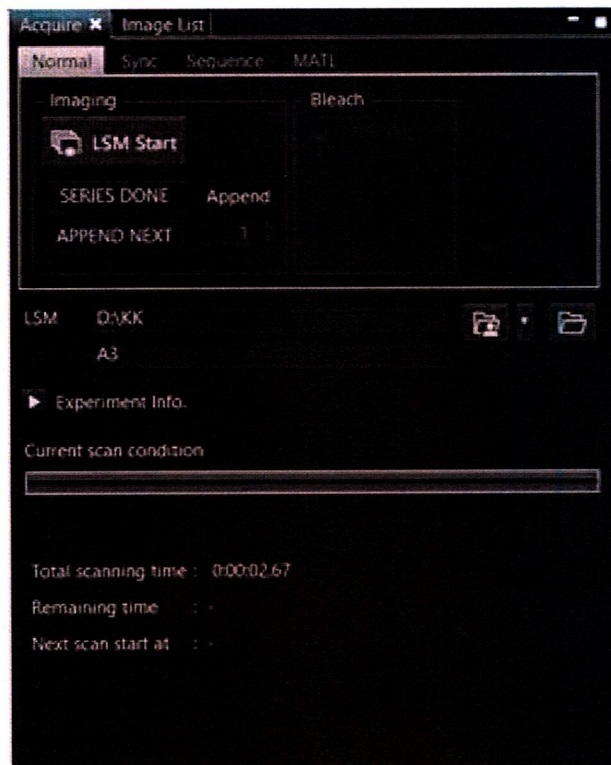 Acquire Image List
Normal Sync Sequence MATL
Imaging Bleach
LSM Start
SERIES DONE Append
APPEND NEXT 1
LSM D:\KK
A3
Experiment Info.
Current scan condition
Total scanning time : 0:00:02.67
Remaining time : -
Next scan start at : -